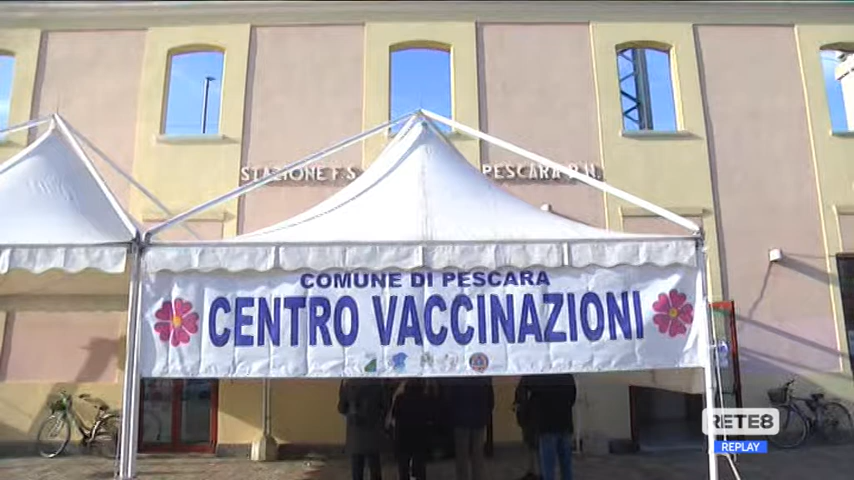 STAZIONE F.S. PESCARA P.N.
COMUNE DI PESCARA
CENTRO VACCINAZIONI
RETE8
REPLAY